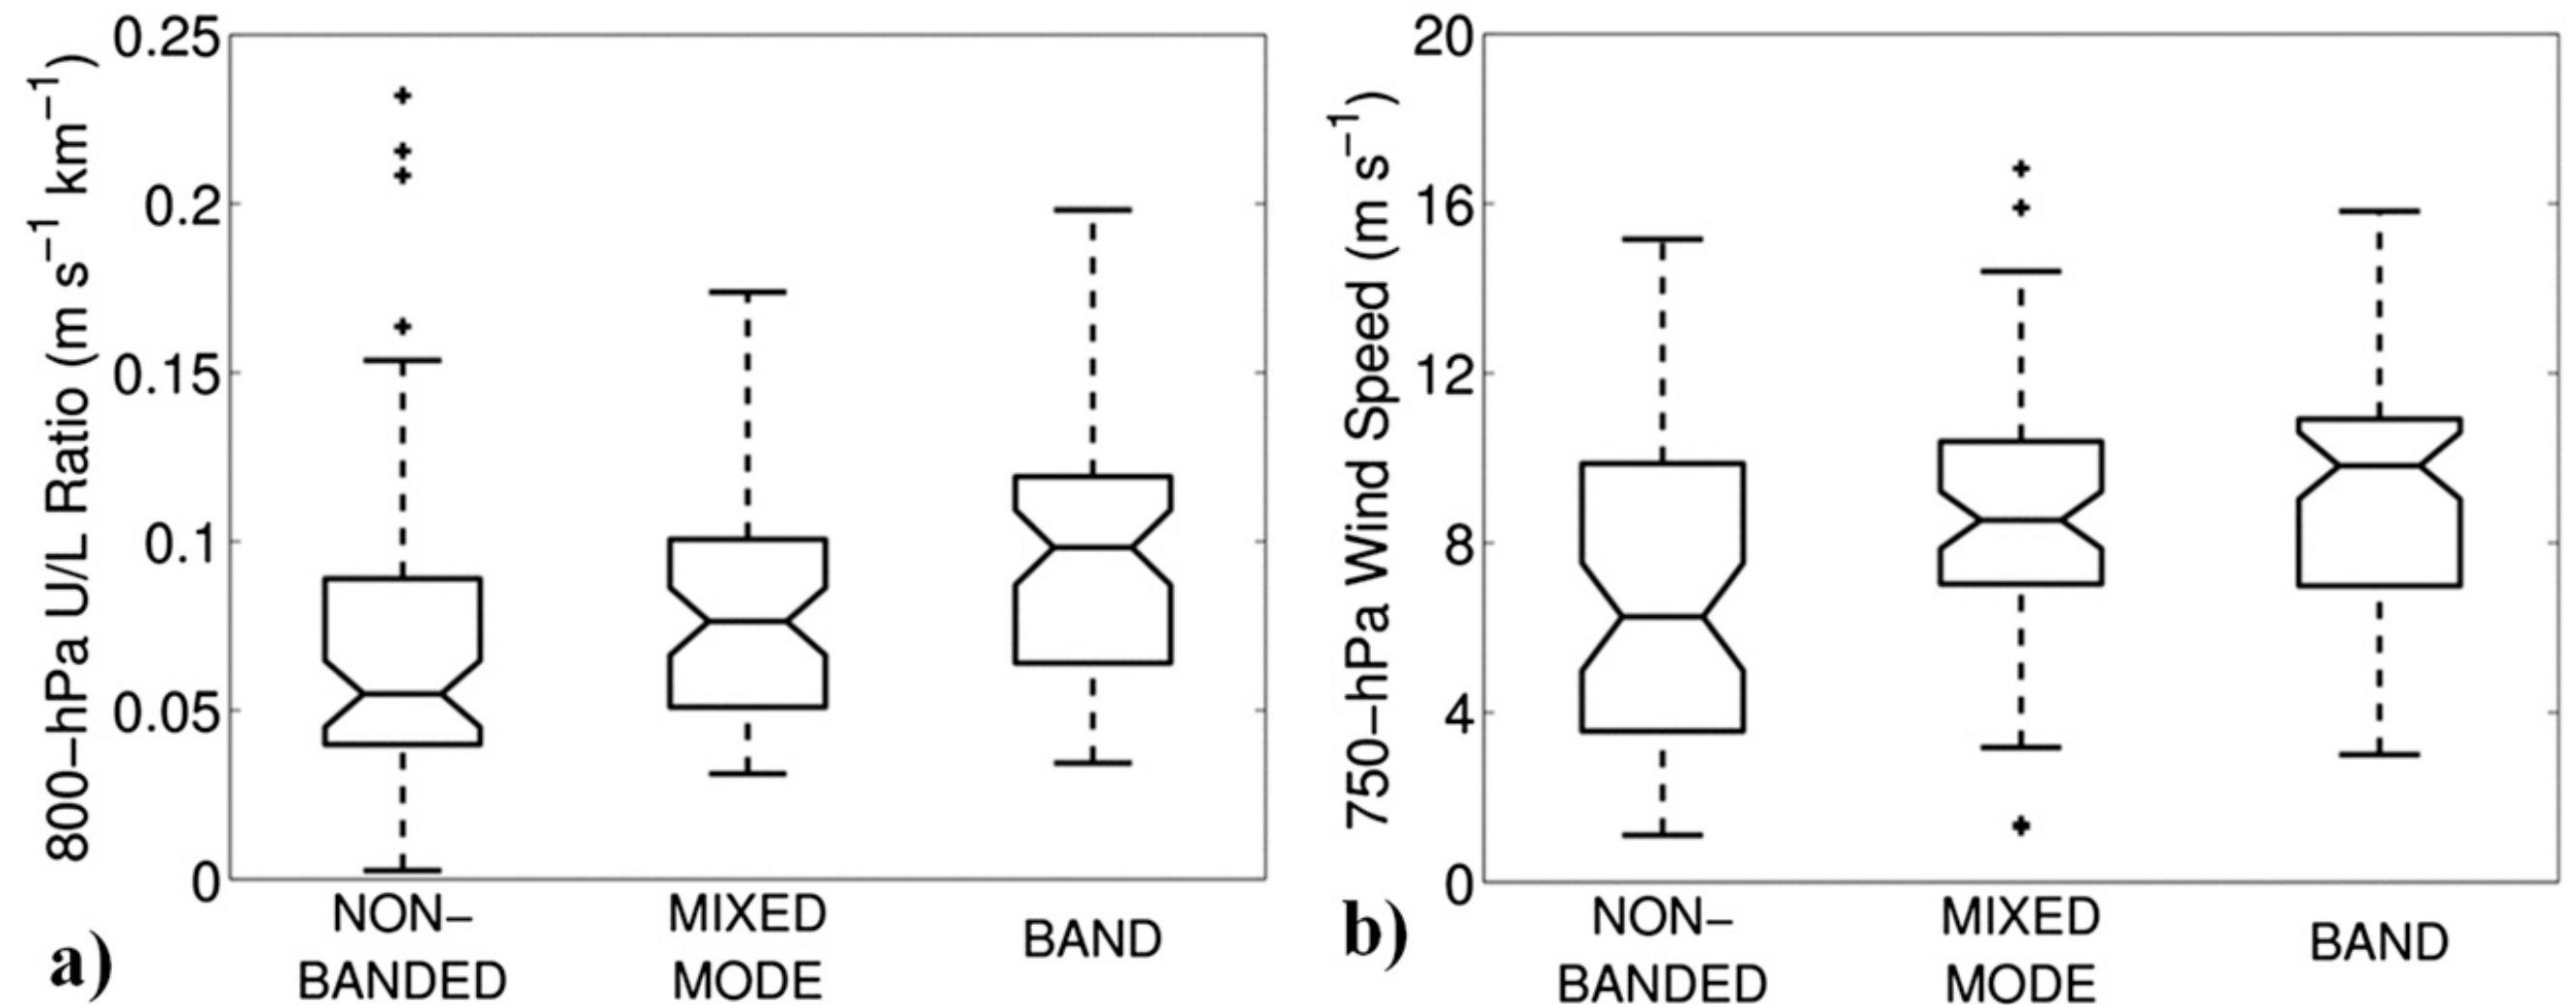 800–hPa U/L Ratio (m s⁻¹ km⁻¹)
0.25
0.2
0.15
0.1
0.05
0
NON–
BANDED
MIXED
MODE
BAND
a)
750–hPa Wind Speed (m s⁻¹)
20
16
12
8
4
0
NON–
BANDED
MIXED
MODE
BAND
b)